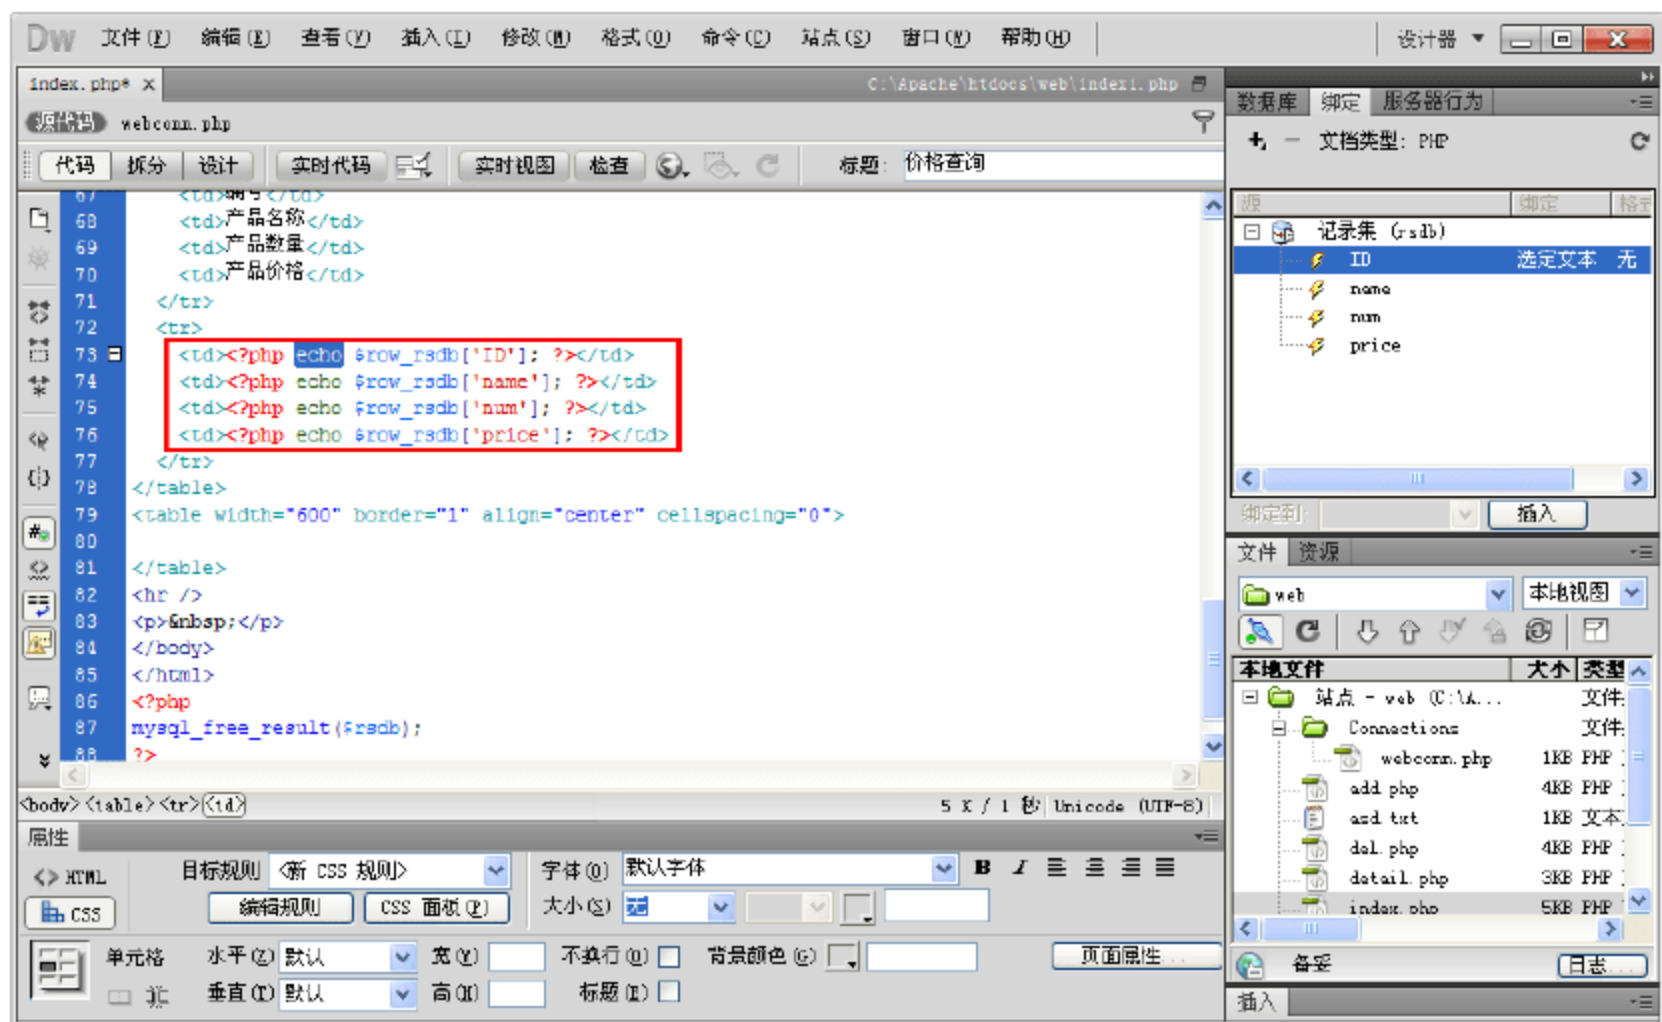 Dw 文件(F) 编辑(E) 查看(V) 插入(I) 修改(M) 格式(O) 命令(C) 站点(S) 窗口(W) 帮助(H) 设计器
index.php* x C:\Apache\htdocs\web\index1.php
源代码 webconn.php
代码 拆分 设计 实时代码 实时视图 检查 标题: 价格查询
67 <td>编号</td>
68 <td>产品名称</td>
69 <td>产品数量</td>
70 <td>产品价格</td>
71 </tr>
72 <tr>
73 <td><?php echo $row_rsdb['ID']; ?></td>
74 <td><?php echo $row_rsdb['name']; ?></td>
75 <td><?php echo $row_rsdb['num']; ?></td>
76 <td><?php echo $row_rsdb['price']; ?></td>
77 </tr>
78 </table>
79 <table width="600" border="1" align="center" cellspacing="0">
80
81 </table>
82 <hr />
83 <p>&nbsp;</p>
84 </body>
85 </html>
86 <?php
87 mysql_free_result($rsdb);
88 ?>
<body><table><tr><td> 5 K / 1 秒 Unicode (UTF-8)
属性
<> HTML 目标规则 <新 CSS 规则> 字体(O) 默认字体 B I
CSS 编辑规则 CSS 面板(P) 大小(S) 无
单元格 水平(Z) 默认 宽(W) 不换行(O) 背景颜色(G) 页面属性...
垂直(T) 默认 高(H) 标题(E)
数据库 绑定 服务器行为
文档类型: PHP
源 绑定 格式
记录集 (rsdb)
ID 选定文本 无
name
num
price
绑定到: 插入
文件 资源
web 本地视图
本地文件 大小 类型
站点 - web (C:\A... 文件
Connections 文件
webconn.php 1KB PHP
add.php 4KB PHP
asd.txt 1KB 文本
del.php 4KB PHP
detail.php 3KB PHP
index.php 5KB PHP
备妥 日志...
插入